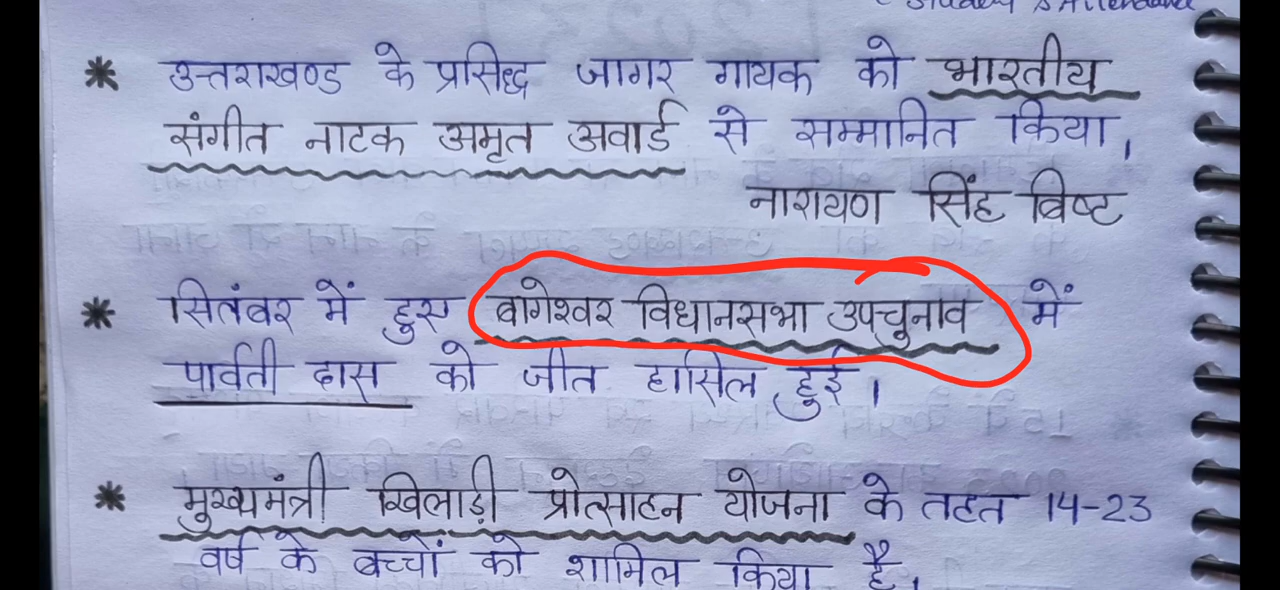 उत्तराखण्ड के प्रसिद्ध जागर गायक को भारतीय
संगीत नाटक अमृत अवार्ड से सम्मानित किया।
नारायण सिंह बिष्ट
सितंबर में हुए बागेश्वर विधानसभा उपचुनाव में
पार्वती दास को जीत हासिल हुई।
मुख्यमंत्री खिलाड़ी प्रोत्साहन योजना के तहत 14-23
वर्ष के बच्चों को शामिल किया है।